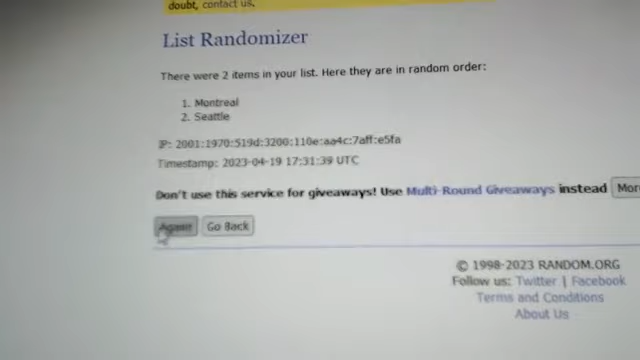 doubt, contact us.
List Randomizer
There were 2 items in your list. Here they are in random order:
1. Montreal
2. Seattle
IP: 2001:1970:519d:3200:110e:aa4c:7aff:e5fa
Timestamp: 2023-04-19 17:31:39 UTC
Don't use this service for giveaways! Use Multi-Round Giveaways instead More
Again Go Back
© 1998-2023 RANDOM.ORG
Follow us: Twitter | Facebook
Terms and Conditions
About Us